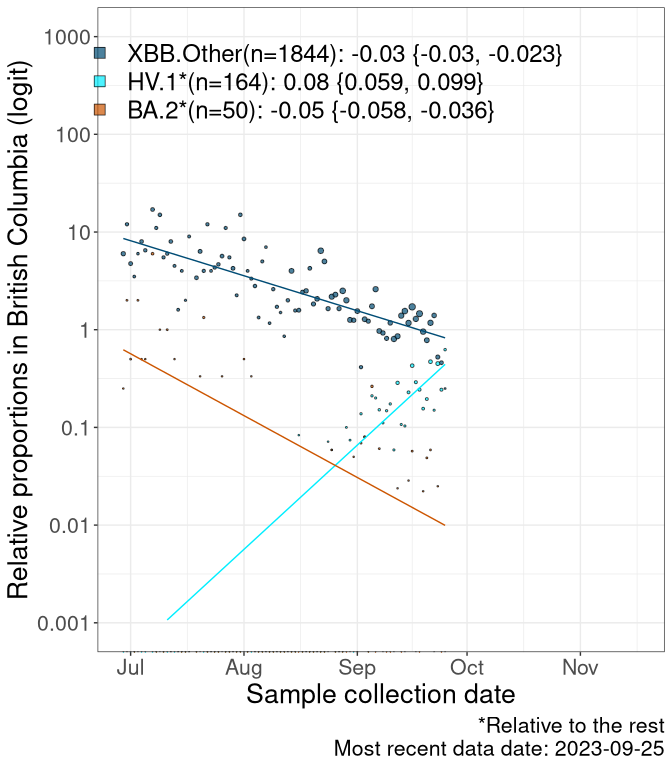 Relative proportions in British Columbia (logit)
1000
100
10
1
0.1
0.01
0.001
XBB.Other(n=1844): -0.03 {-0.03, -0.023}
HV.1*(n=164): 0.08 {0.059, 0.099}
BA.2*(n=50): -0.05 {-0.058, -0.036}
Jul Aug Sep Oct Nov
Sample collection date
*Relative to the rest
Most recent data date: 2023-09-25